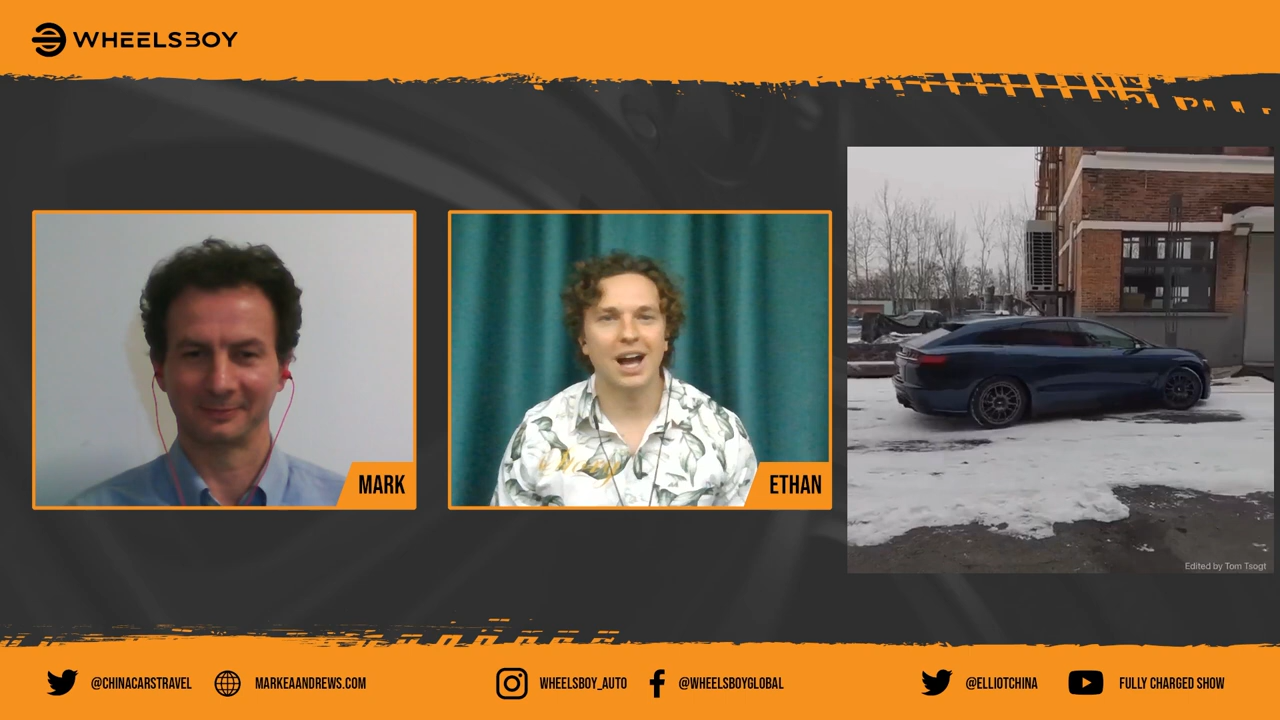 WHEELSBOY
MARK
ETHAN
Edited by Tom Tsogt
@CHINACARSTRAVEL
MARKEAANDREWS.COM
WHEELSBOY_AUTO
@WHEELSBOYGLOBAL
@ELLIOTCHINA
FULLY CHARGED SHOW